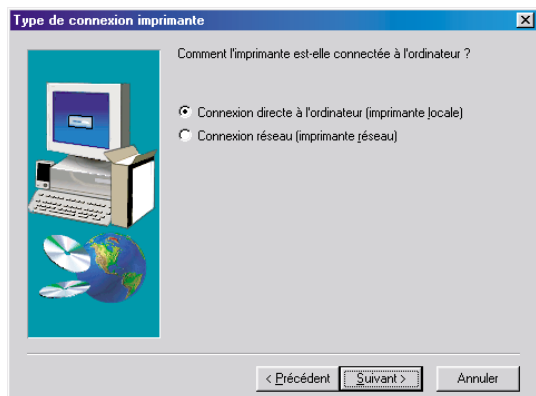 Type de connexion imprimante
Comment l'imprimante est-elle connectée à l'ordinateur ?
Connexion directe à l'ordinateur (imprimante locale)
Connexion réseau (imprimante réseau)
< Précédent
Suivant >
Annuler